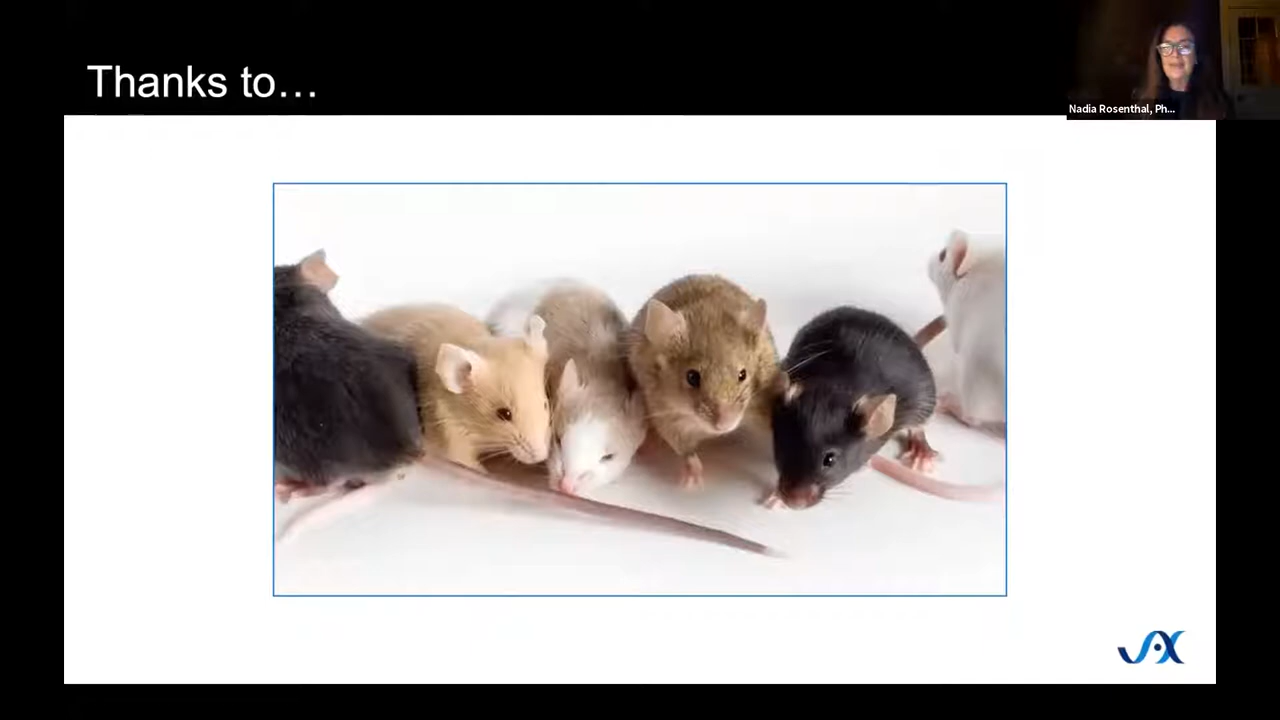 Thanks to…
Nadia Rosenthal, Ph...
JAX